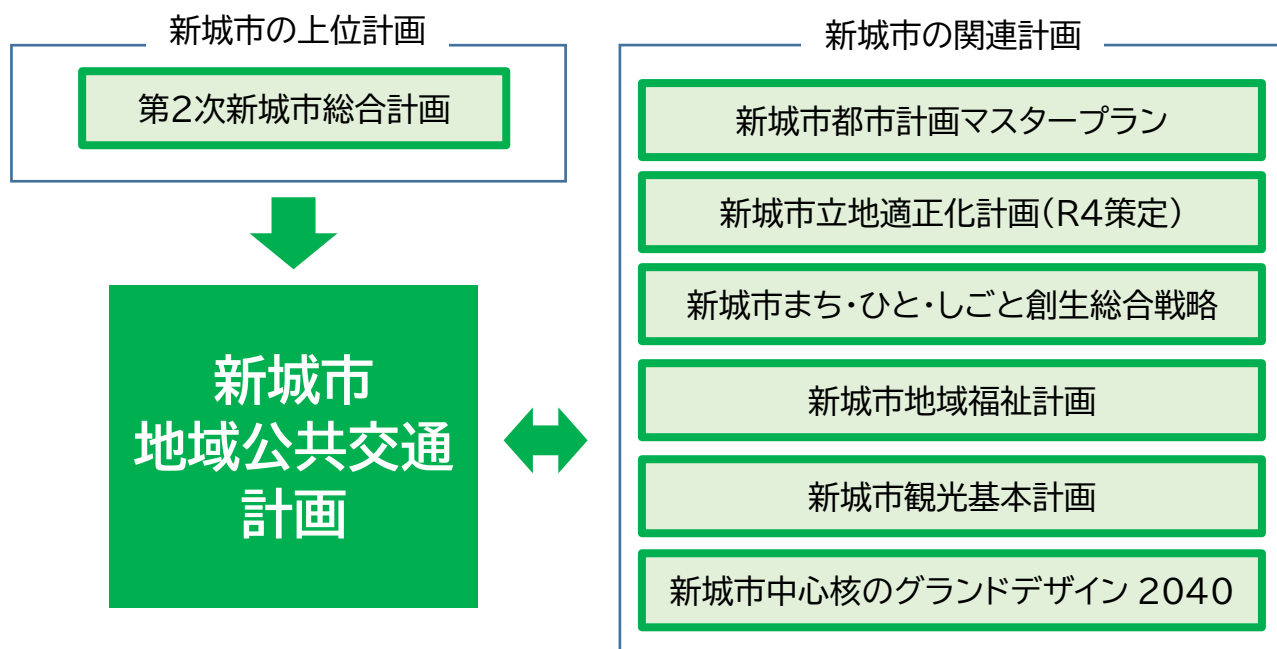 新城市の上位計画
第2次新城市総合計画
新城市
地域公共交通
計画
新城市の関連計画
新城市都市計画マスタープラン
新城市立地適正化計画(R4策定)
新城市まち・ひと・しごと創生総合戦略
新城市地域福祉計画
新城市観光基本計画
新城市中心核のグランドデザイン 2040